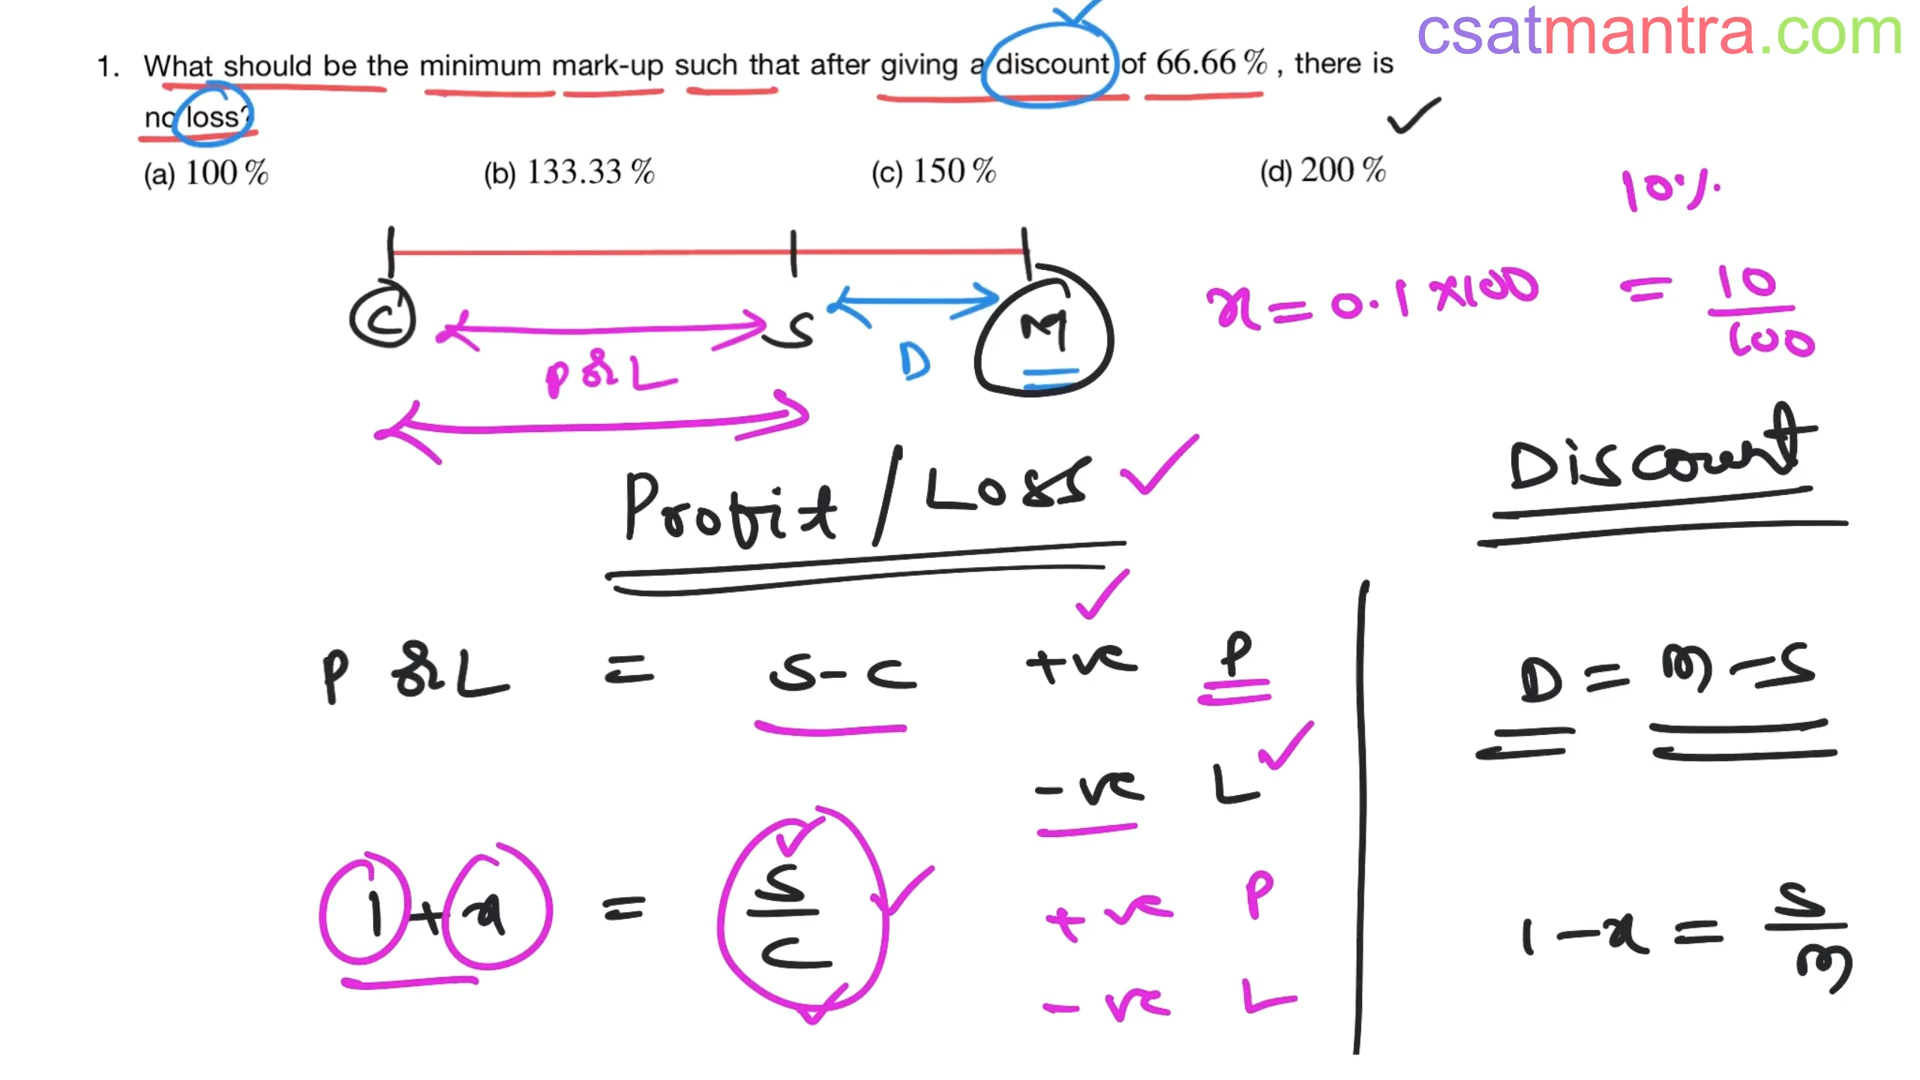 csatmantra.com
1. What should be the minimum mark-up such that after giving a discount of 66.66 % , there is
no loss?
(a) 100 % (b) 133.33 % (c) 150 % (d) 200 %
10%
C S M
x = 0.1 × 100 = 10/100
P & L D
Profit / Loss Discount
P & L = S - C +ve P D = M - S
-ve L
1 + x = S/C +ve P 1 - x = S/M
-ve L